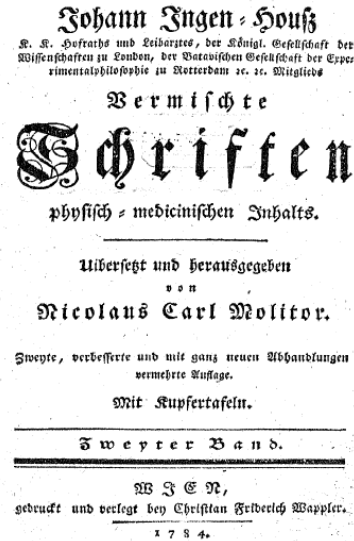 Johann Ingen-Houſz
K. K. Hofraths und Leibarztes, der Königl. Geſellſchaft der
Wiſſenſchaften zu London, der Batavischen Geſellſchaft der Expe-
rimentalphiloſophie zu Rotterdam ꝛc. ꝛc. Mitglieds
Vermiſchte
Schriften
phyſiſch-mediciniſchen Inhalts.
Uiberſetzt und herausgegeben
von
Nicolaus Carl Molitor.
Zweyte, verbeſſerte und mit ganz neuen Abhandlungen
vermehrte Auflage.
Mit Kupfertafeln.
Zweyter Band.
WIEN,
gedruckt und verlegt bey Chriſtian Friderich Wappler.
1784.